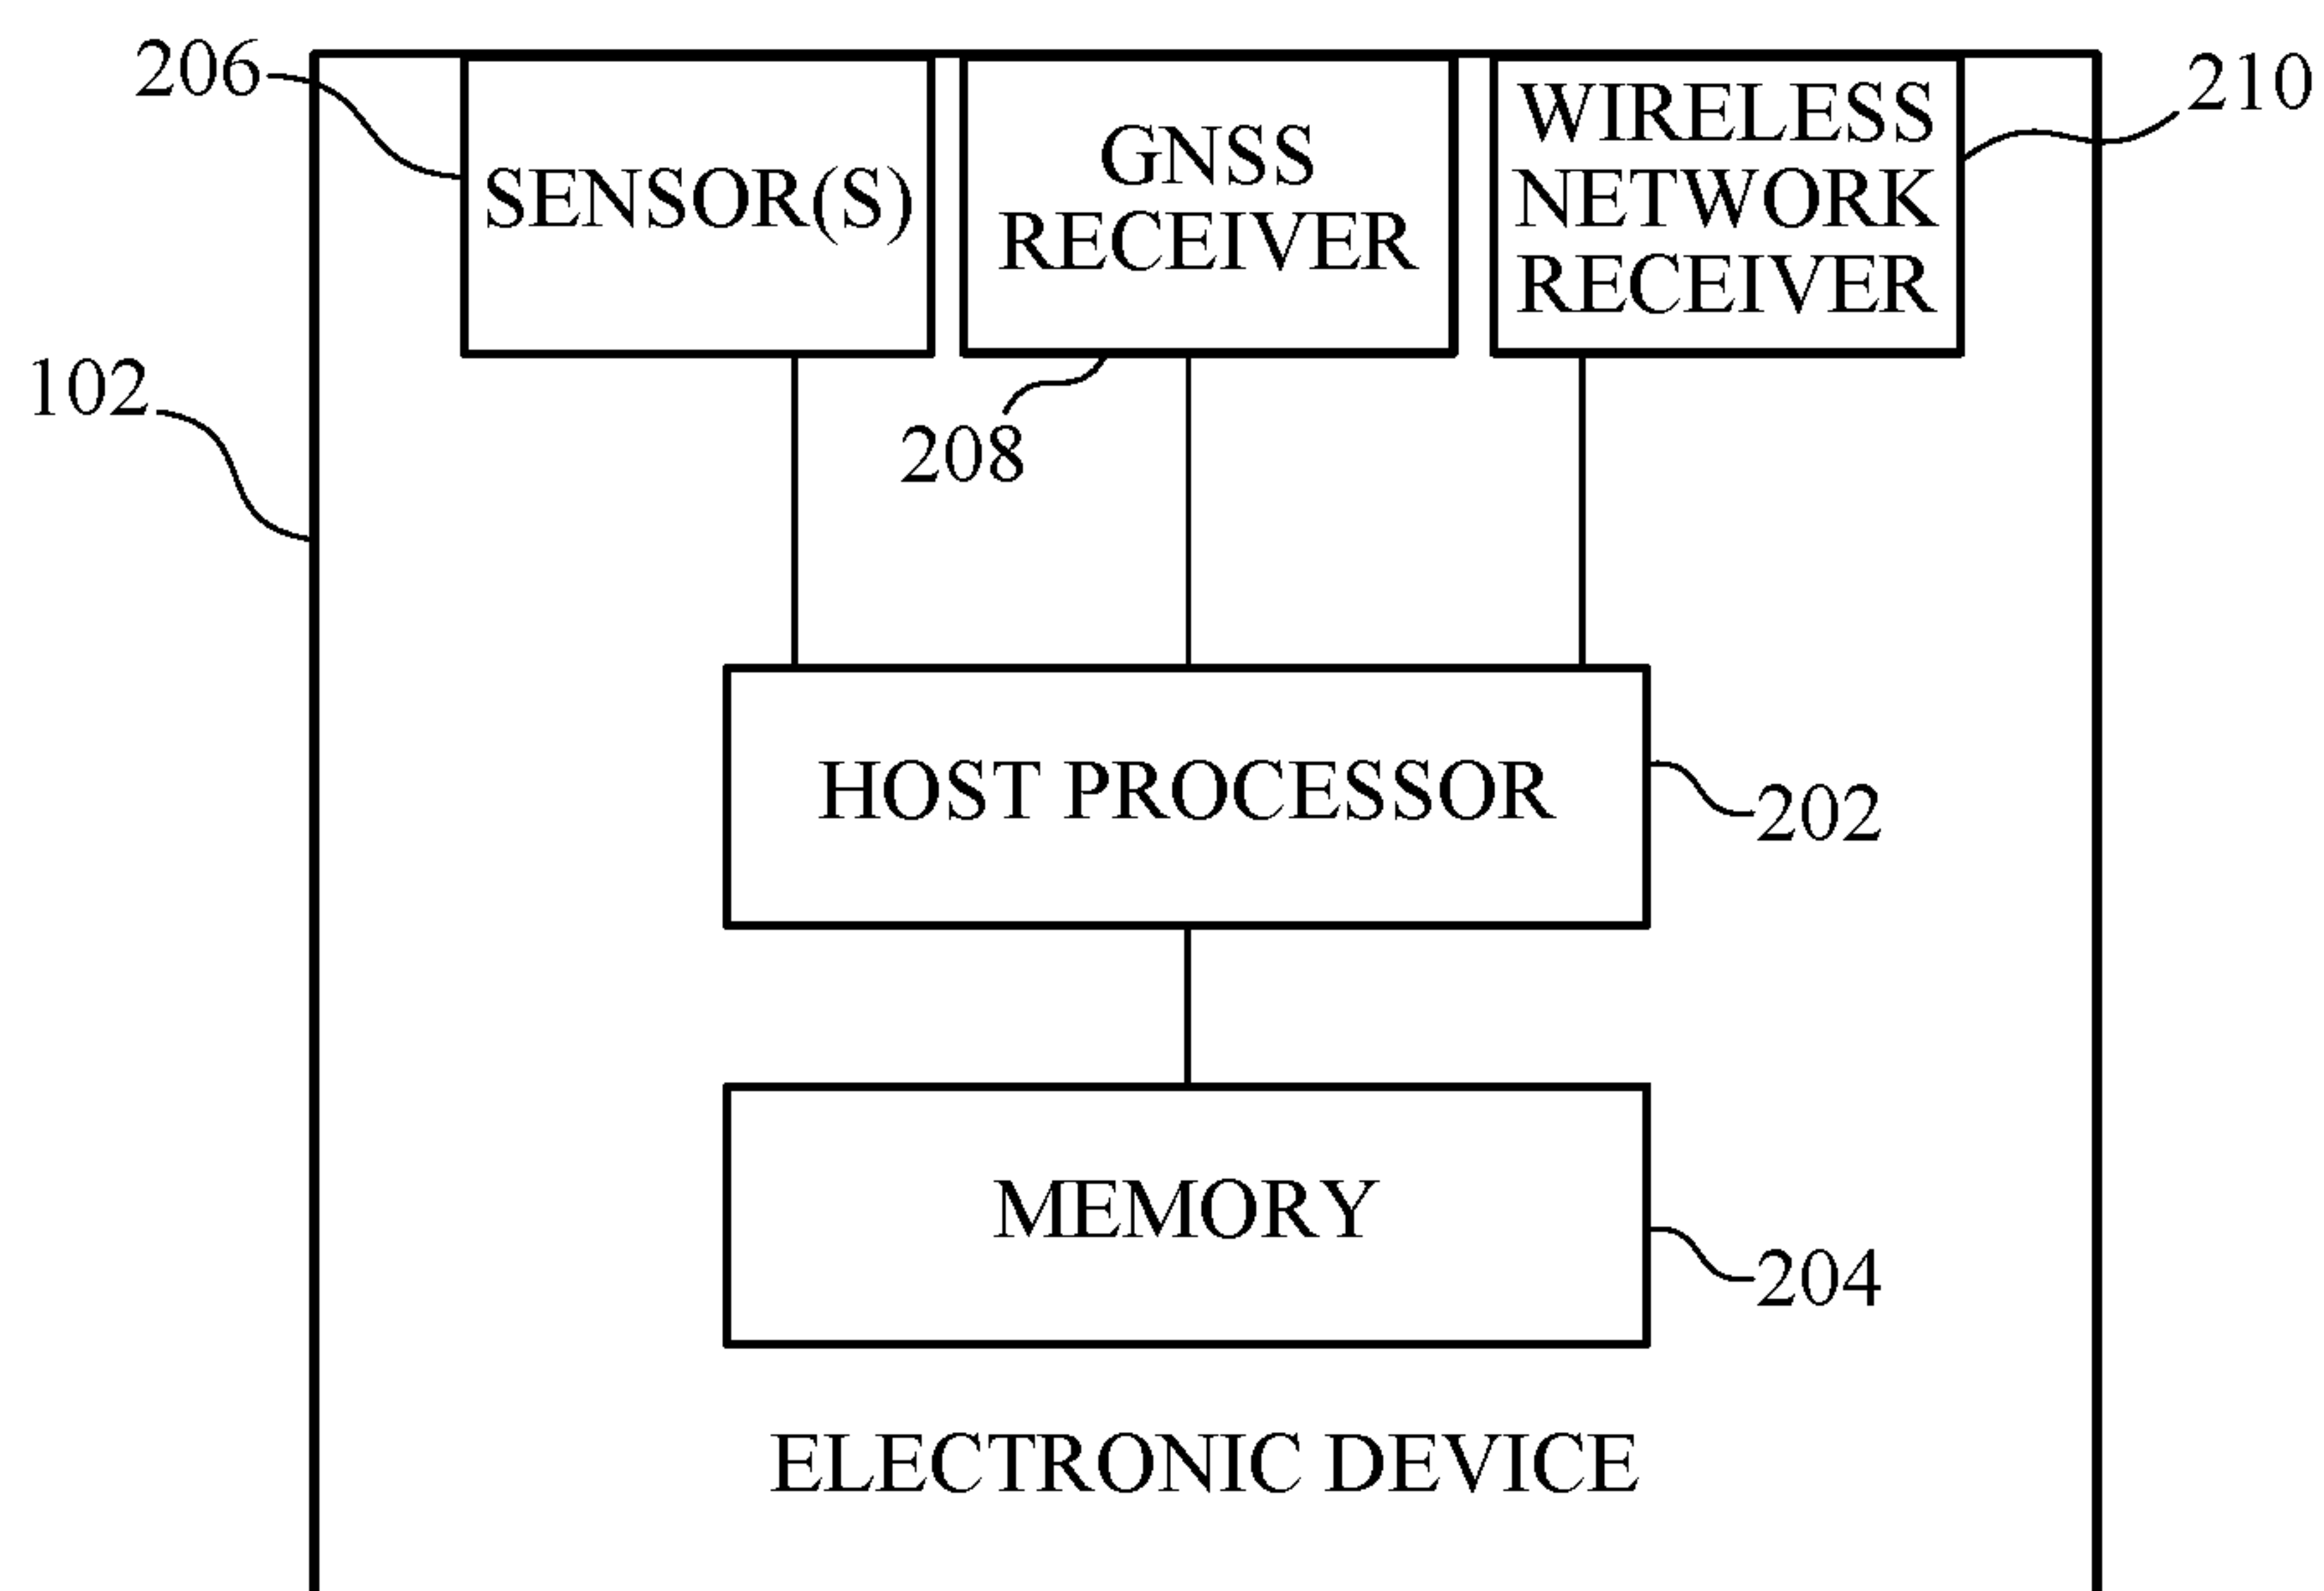 206
SENSOR(S)
GNSS
RECEIVER
WIRELESS
NETWORK
RECEIVER
210
102
208
HOST PROCESSOR
202
MEMORY
204
ELECTRONIC DEVICE